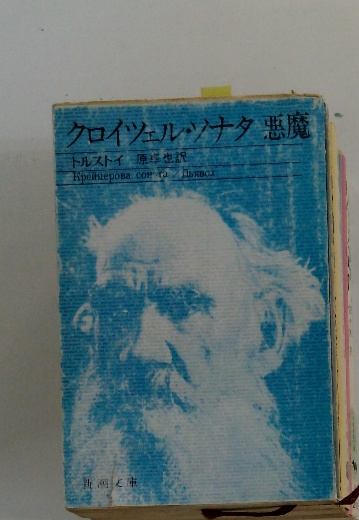 クロイツェル・ソナタ 悪魔
トルストイ 原卓也訳
Крейцерова соната / Дьявол
新潮文庫